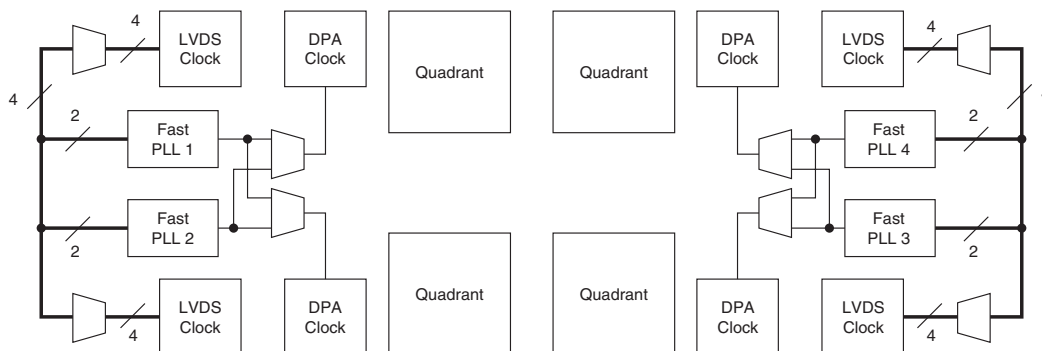 4
LVDS
Clock
DPA
Clock
Quadrant
Quadrant
DPA
Clock
LVDS
Clock
4
4
2
Fast
PLL 1
Fast
PLL 4
2
2
Fast
PLL 2
Fast
PLL 3
2
4
LVDS
Clock
DPA
Clock
Quadrant
Quadrant
DPA
Clock
LVDS
Clock
4